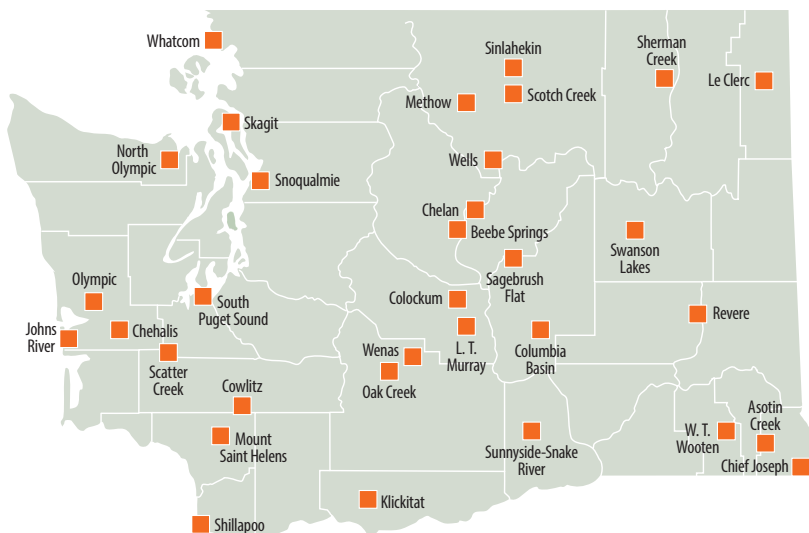 Whatcom
Sinlahekin
Sherman
Creek
Le Clerc
Methow
Scotch Creek
Skagit
North
Olympic
Wells
Snoqualmie
Chelan
Beebe Springs
Swanson
Lakes
Sagebrush
Flat
Olympic
South
Puget Sound
Colockum
Revere
Johns
River
Chehalis
L. T.
Murray
Columbia
Basin
Wenas
Scatter
Creek
Oak Creek
Cowlitz
Asotin
Creek
Mount
Saint Helens
Sunnyside-Snake
River
W. T.
Wooten
Chief Joseph
Klickitat
Shillapoo